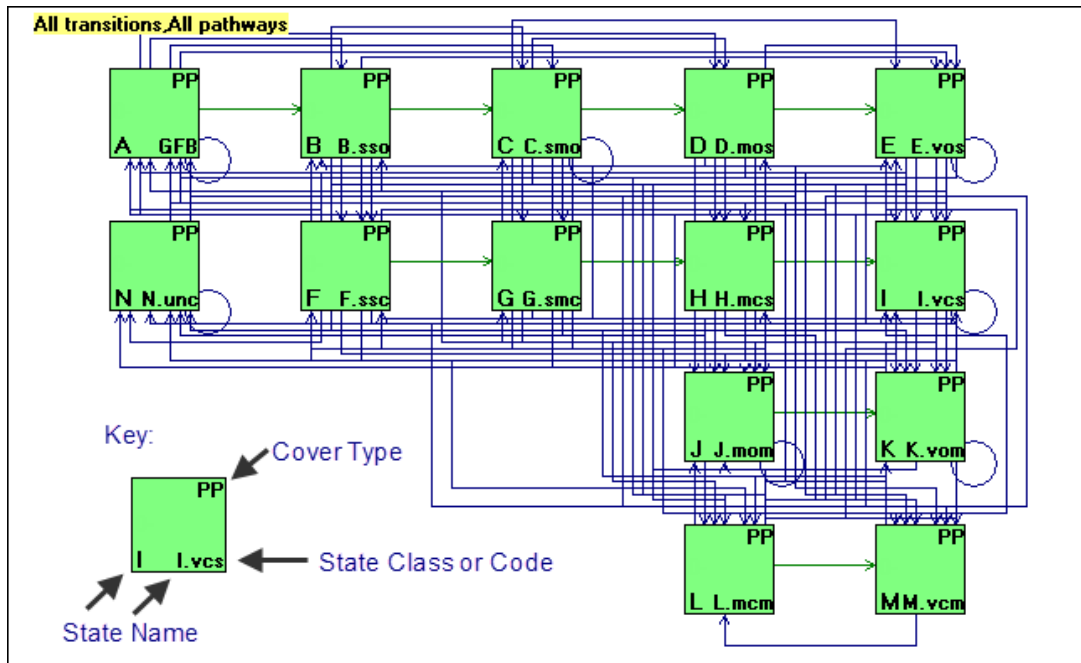 All transitions,All pathways
PP PP PP PP PP
A GFB B B.sso C C.smo D D.mos E E.vos
PP PP PP PP PP
N N.unc F F.ssc G G.smc H H.mcs I I.vcs
PP PP
J J.mom K K.vom
Key:
Cover Type
PP
I I.vcs
State Class or Code
State Name
PP PP
L L.mcm M M.vcm